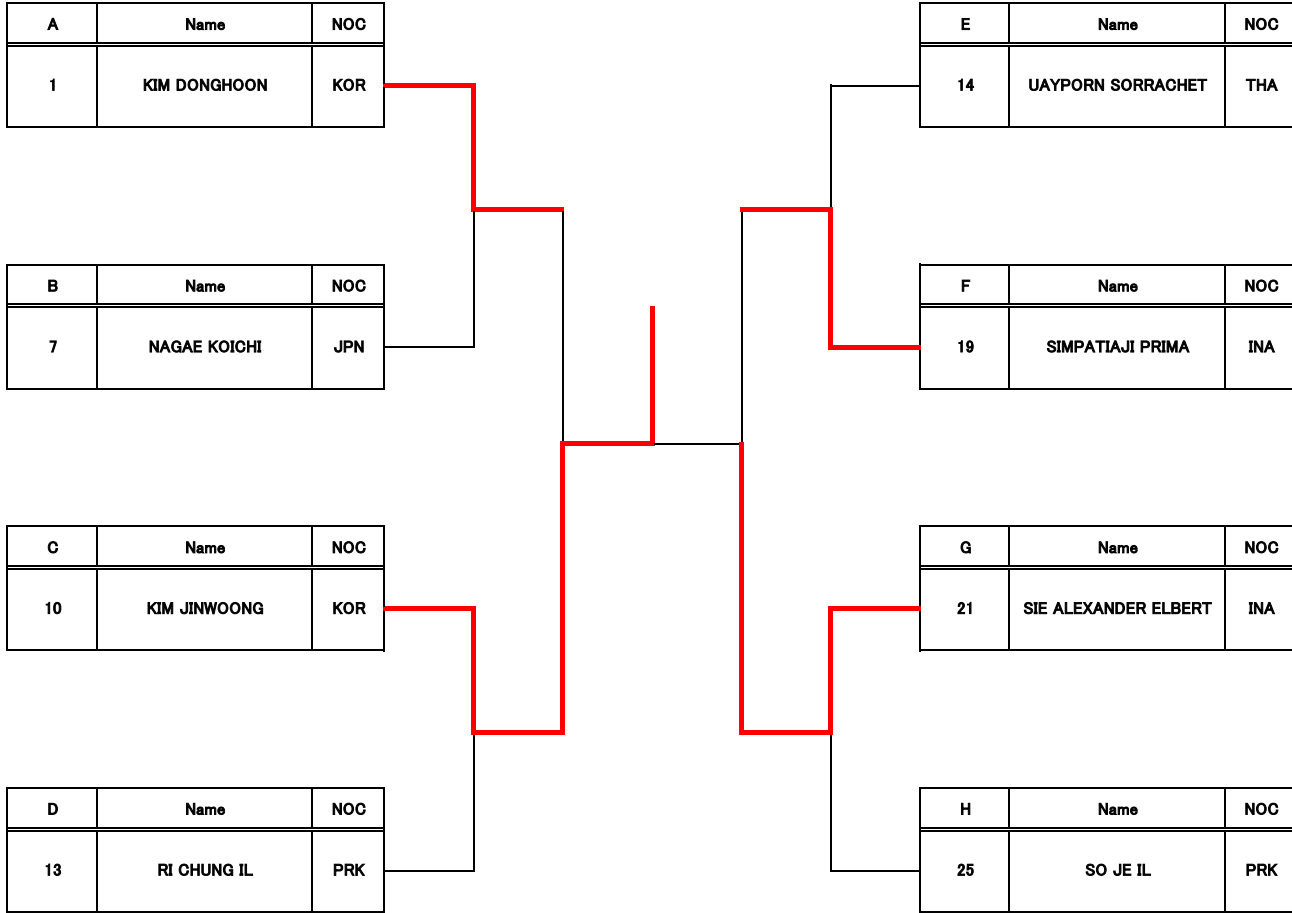 A Name NOC
1 KIM DONGHOON KOR
E Name NOC
14 UAYPORN SORRACHET THA
B Name NOC
7 NAGAE KOICHI JPN
F Name NOC
19 SIMPATIAJI PRIMA INA
C Name NOC
10 KIM JINWOONG KOR
G Name NOC
21 SIE ALEXANDER ELBERT INA
D Name NOC
13 RI CHUNG IL PRK
H Name NOC
25 SO JE IL PRK